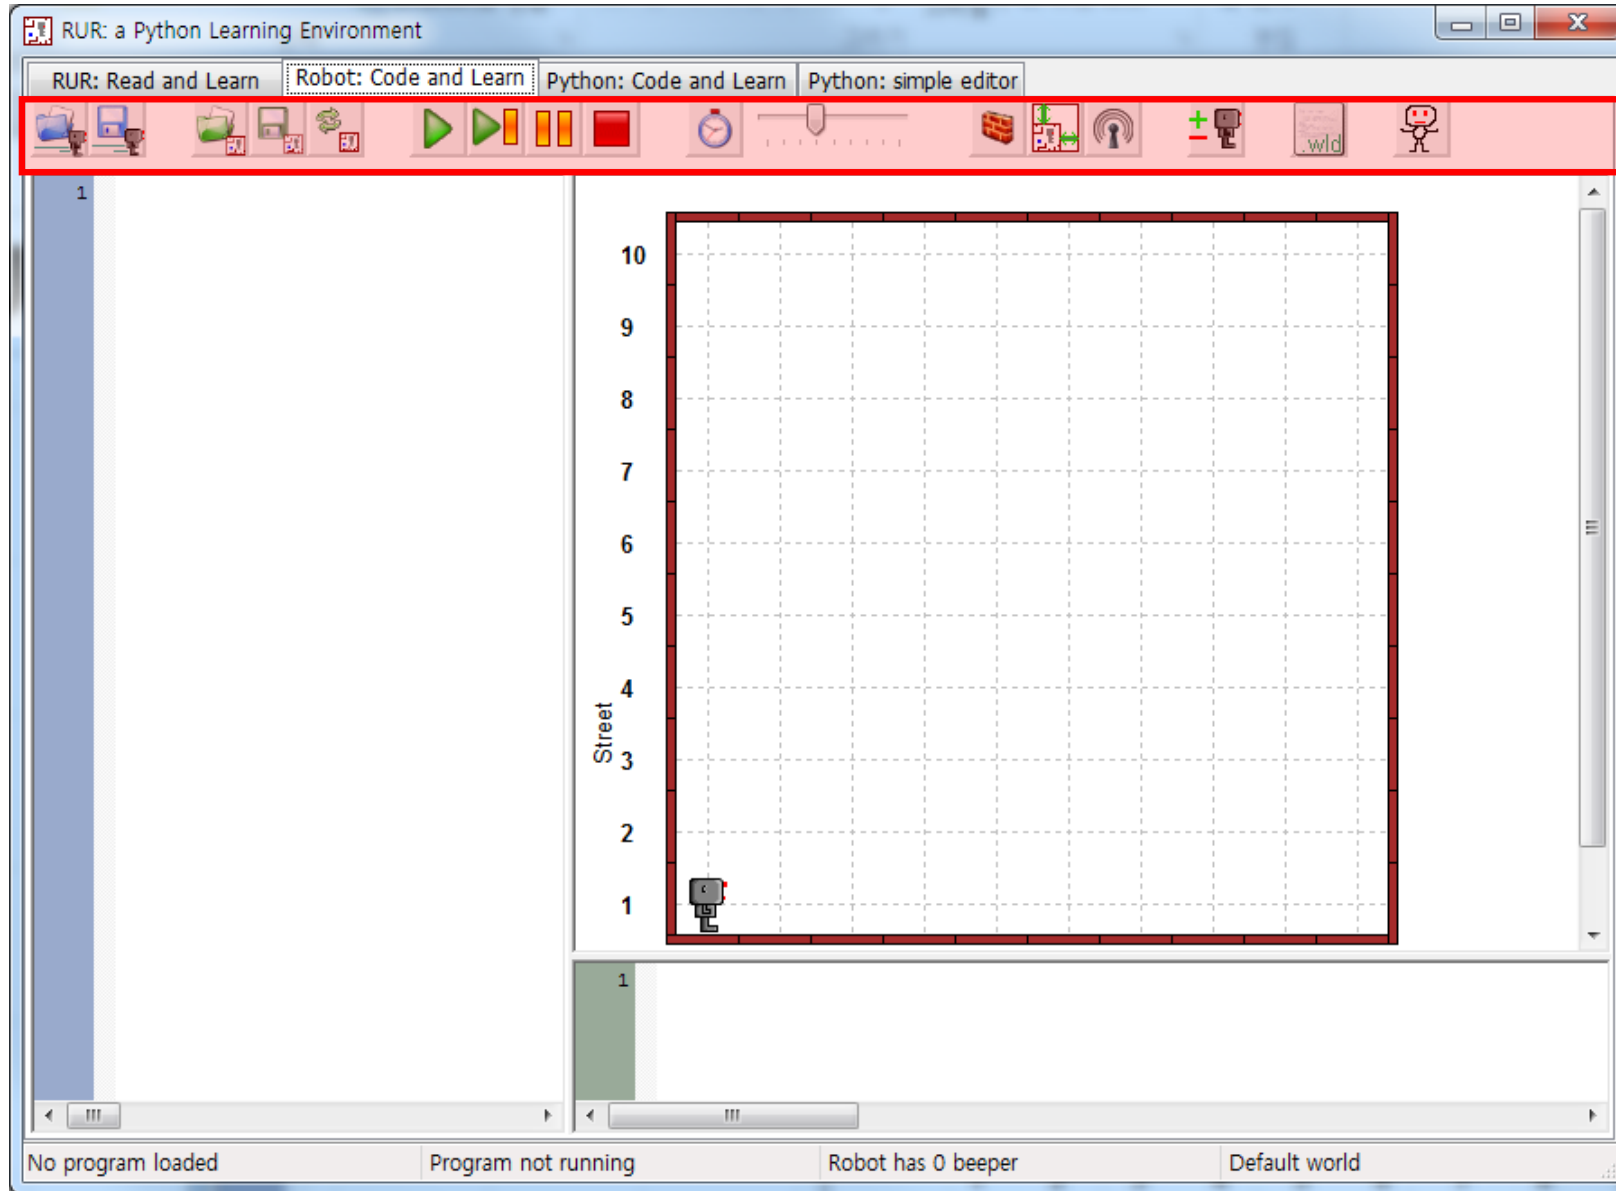 RUR: a Python Learning Environment
RUR: Read and Learn Robot: Code and Learn Python: Code and Learn Python: simple editor
.wld
1
10
9
8
7
6
5
4
Street
3
2
1
1
No program loaded Program not running Robot has 0 beeper Default world